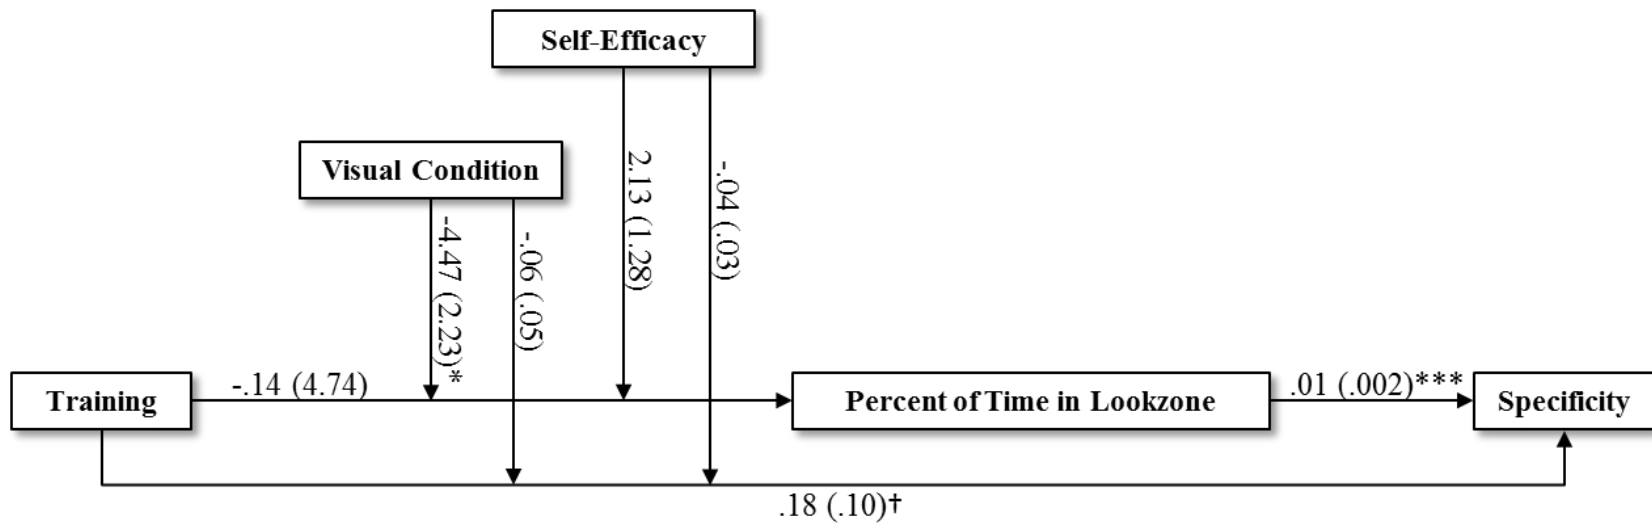 Self-Efficacy
Visual Condition
2.13 (1.28)
-.04 (.03)
-4.47 (2.23)*
-.06 (.05)
Training
-.14 (4.74)
Percent of Time in Lookzone
.01 (.002)***
Specificity
.18 (.10)†